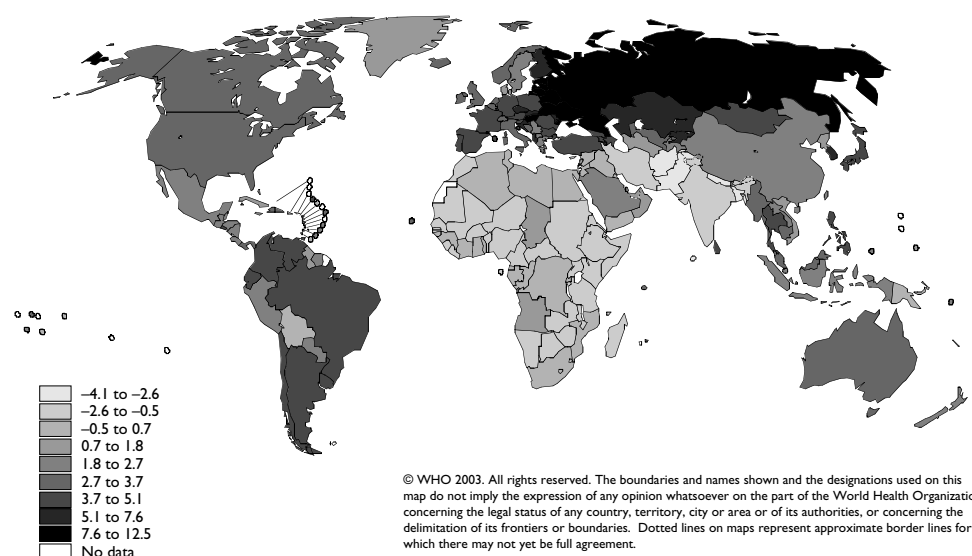 –4.1 to –2.6
–2.6 to –0.5
–0.5 to 0.7
0.7 to 1.8
1.8 to 2.7
2.7 to 3.7
3.7 to 5.1
5.1 to 7.6
7.6 to 12.5
No data
© WHO 2003. All rights reserved. The boundaries and names shown and the designations used on this
map do not imply the expression of any opinion whatsoever on the part of the World Health Organizatio
concerning the legal status of any country, territory, city or area or of its authorities, or concerning the
delimitation of its frontiers or boundaries. Dotted lines on maps represent approximate border lines for
which there may not yet be full agreement.